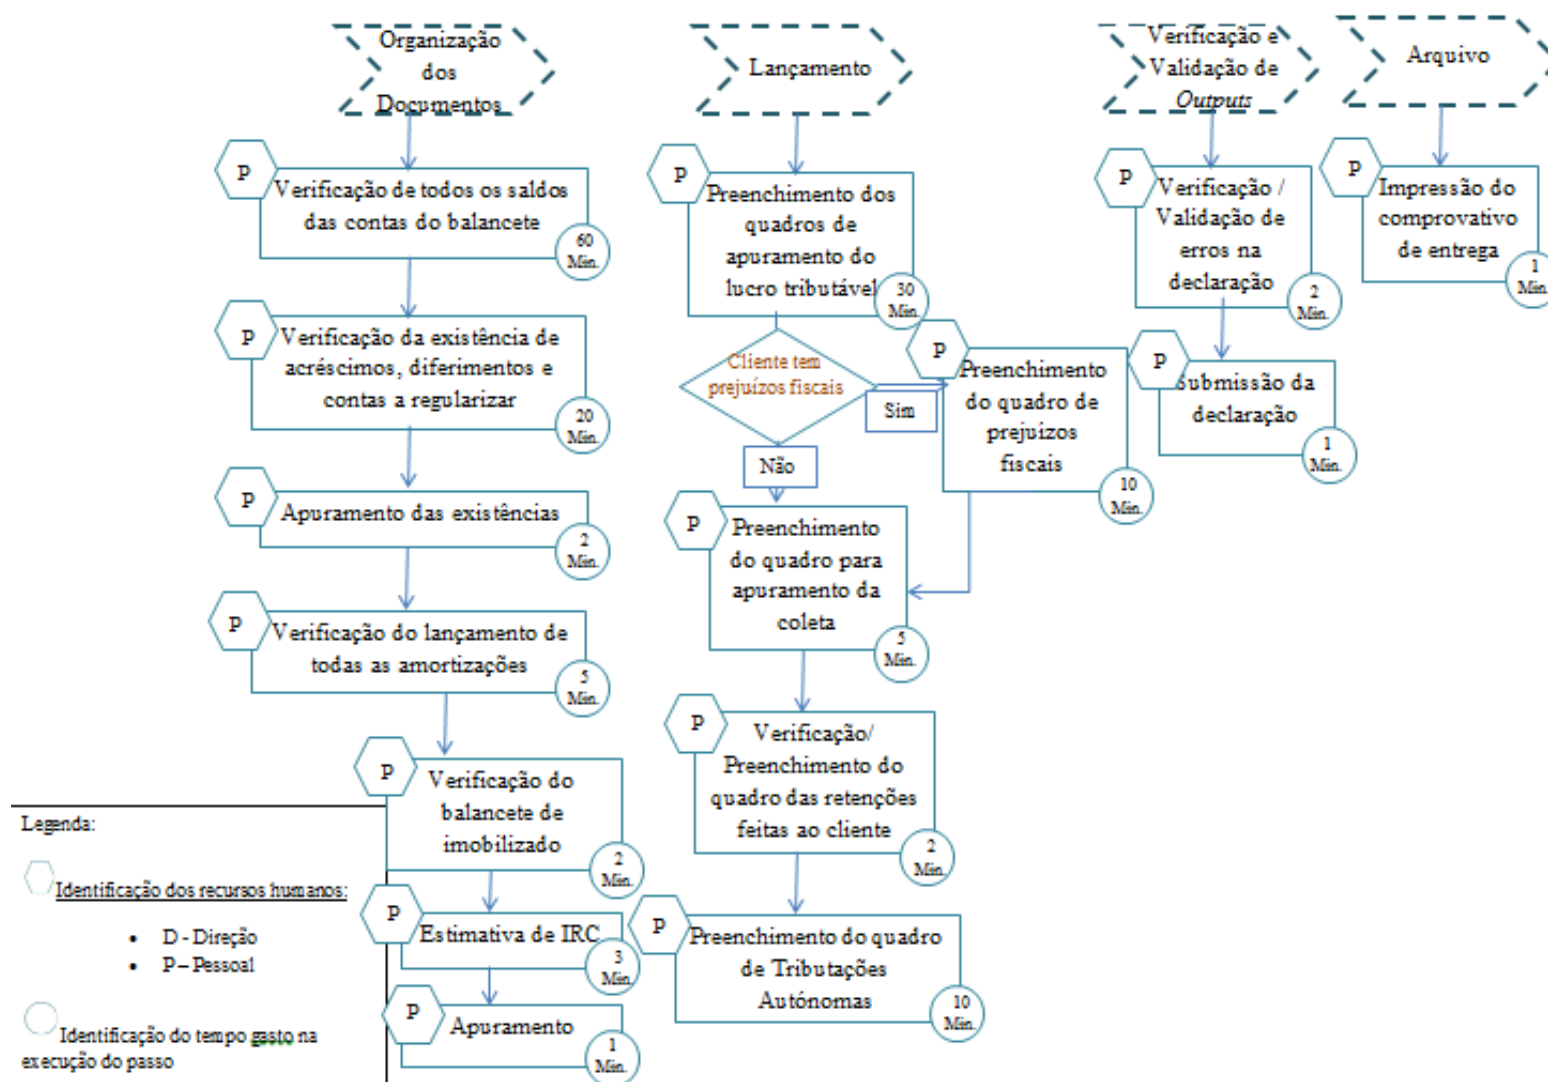 Organização
dos
Documentos
P
Verificação de todos os saldos
das contas do balancete
60
Min.
P
Verificação da existência de
acréscimos, diferimentos e
contas a regularizar
20
Min.
P
Apuramento das existências
2
Min.
P
Verificação do lançamento de
todas as amortizações
5
Min.
P
Verificação do
balancete de
imobilizado
2
Min.
P
Estimativa de IRC
3
Min.
P
Apuramento
1
Min.
Lançamento
P
Preenchimento dos
quadros de
apuramento do
lucro tributável
30
Min.
Cliente tem
prejuízos fiscais
Sim
P
Preenchimento
do quadro de
prejuízos
fiscais
10
Min.
Não
P
Preenchimento
do quadro para
apuramento da
coleta
5
Min.
P
Verificação/
Preenchimento do
quadro das retenções
feitas ao cliente
2
Min.
P
Preenchimento do quadro
de Tributações
Autónomas
10
Min.
Verificação e
Validação de
Outputs
P
Verificação /
Validação de
erros na
declaração
2
Min.
P
Submissão da
declaração
1
Min.
Arquivo
P
Impressão do
comprovativo
de entrega
1
Min.
Legenda:
Identificação dos recursos humanos:
• D - Direção
• P – Pessoal
Identificação do tempo gasto na
execução do passo